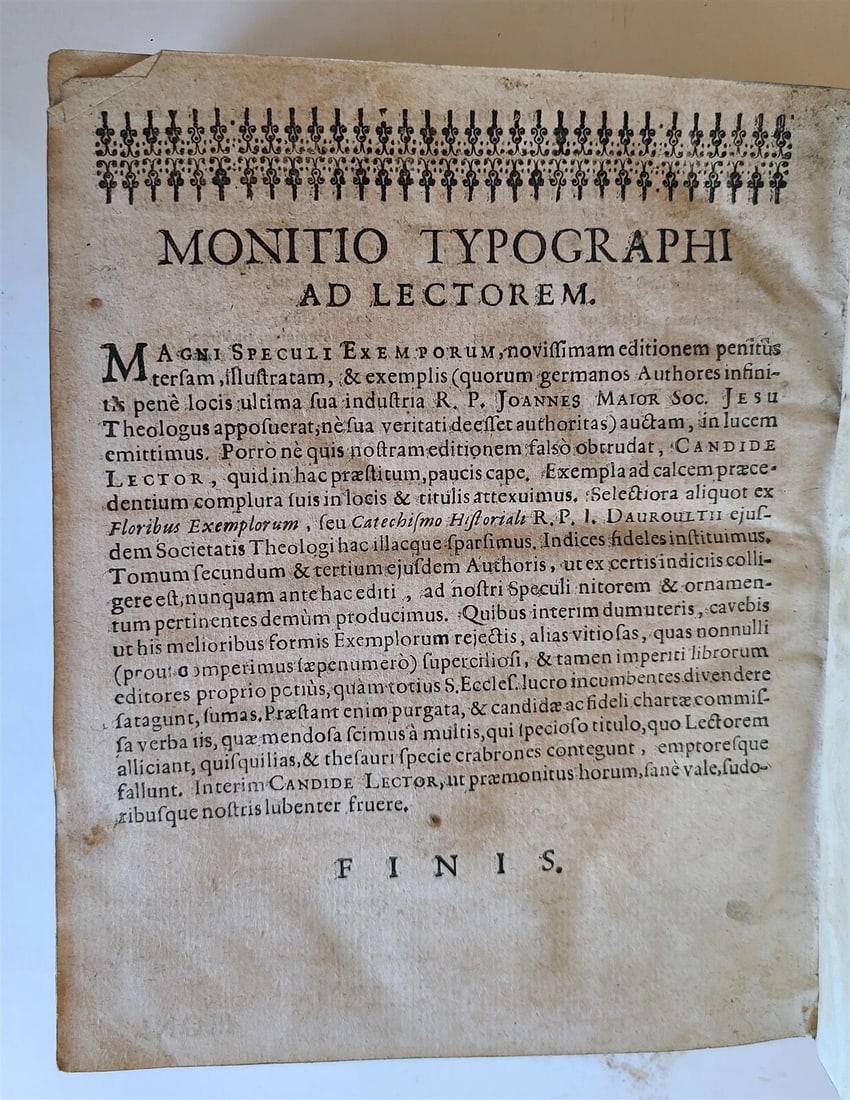 MONITIO TYPOGRAPHI
AD LECTOREM.
MAGNI SPECULI EXEMPORUM, noviſſimam editionem penitùs
terſam, illuſtratam, & exemplis (quorum germanos Authores infini-
tis penè locis ultima ſua induſtria R. P. JOANNES MAIOR SOC. JESU
Theologus appoſuerat, nè ſua veritati deeſſet authoritas) auctam, in lucem
emittimus. Porrò nè quis noſtram editionem falsò obtrudat, CANDIDE
LECTOR, quid in hac præſtitum, paucis cape. Exempla ad calcem præce-
dentium complura ſuis in locis & titulis attexuimus. Selectiora aliquot ex
Floribus Exemplorum, ſeu Catechiſmo Hiſtoriali R. P. I. DAUROULTII ejuſ-
dem Societatis Theologi hac illacque ſparſimus. Indices fideles inſtituimus.
Tomum ſecundum & tertium ejuſdem Authoris, ut ex certis indiciis colli-
gere eſt, nunquam ante hac editi, ad noſtri Speculi nitorem & ornamen-
tum pertinentes demùm producimus. Quibus interim dum uteris, cavebis
ut his melioribus formis Exemplorum rejectis, alias vitioſas, quas nonnulli
(prout comperimus ſæpenumerò) ſupercilioſi, & tamen imperiti librorum
editores proprio potiùs, quàm totius S. Eccleſ. lucro incumbentes divendere
ſatagunt, ſumas. Præſtant enim purgata, & candidæ ac fideli chartæ commiſ-
ſa verba iis, quæ mendoſa ſcimus à multis, qui ſpecioſo titulo, quo Lectorem
alliciant, quiſquilias, & theſauri ſpecie crabrones contegunt, emptoreſque
fallunt. Interim CANDIDE LECTOR, ut præmonitus horum, ſanè vale, ſudo-
ribuſque noſtris lubenter fruere.
FINIS.